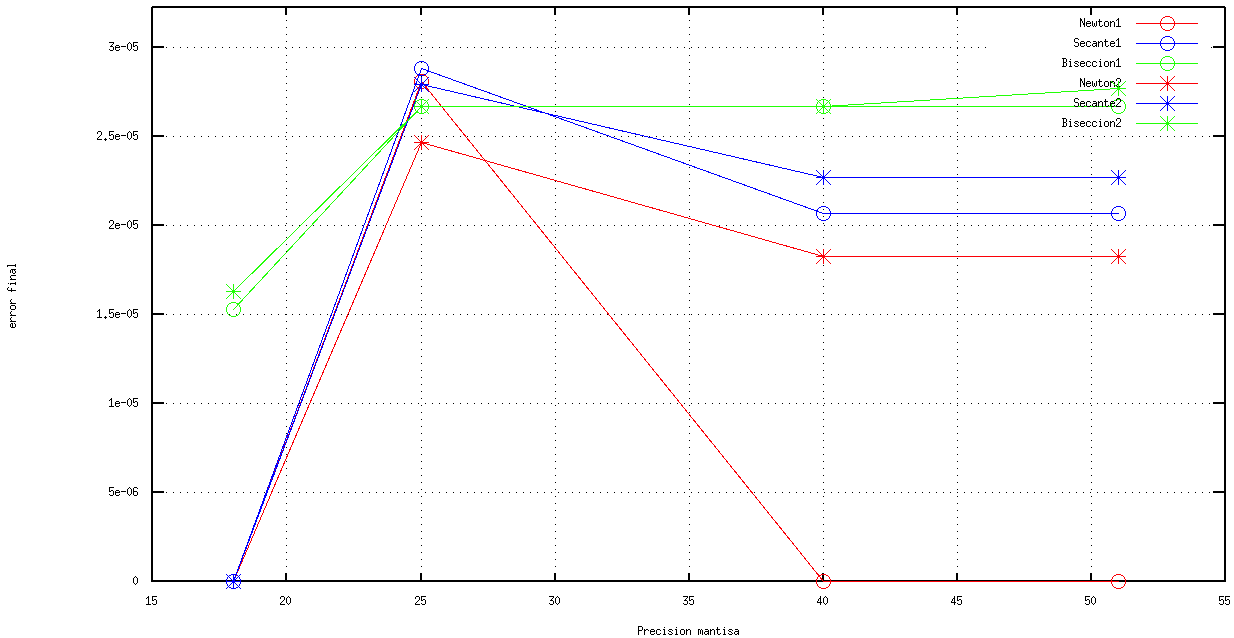 Newton1
Secante1
Biseccion1
Newton2
Secante2
Biseccion2
3e-05
2.5e-05
2e-05
1.5e-05
1e-05
5e-06
0
error final
15 20 25 30 35 40 45 50 55
Precision mantisa